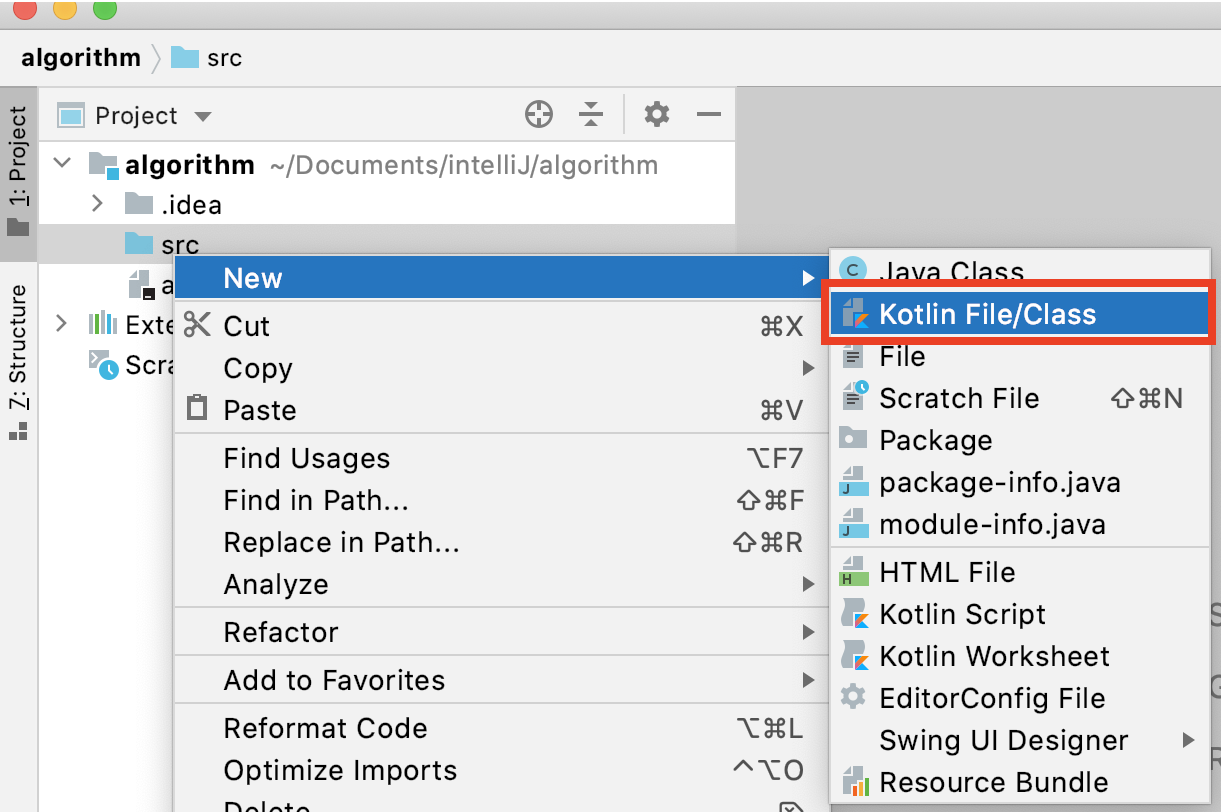 algorithm src
Project
1: Project
algorithm ~/Documents/intelliJ/algorithm
.idea
src
Z: Structure
New
Cut ⌘X
Copy
Paste ⌘V
Find Usages ⌥F7
Find in Path... ⇧⌘F
Replace in Path... ⇧⌘R
Analyze
Refactor
Add to Favorites
Reformat Code ⌥⌘L
Optimize Imports ^⌥O
Delete...
Java Class
Kotlin File/Class
File
Scratch File ⇧⌘N
Package
package-info.java
module-info.java
HTML File
Kotlin Script
Kotlin Worksheet
EditorConfig File
Swing UI Designer
Resource Bundle